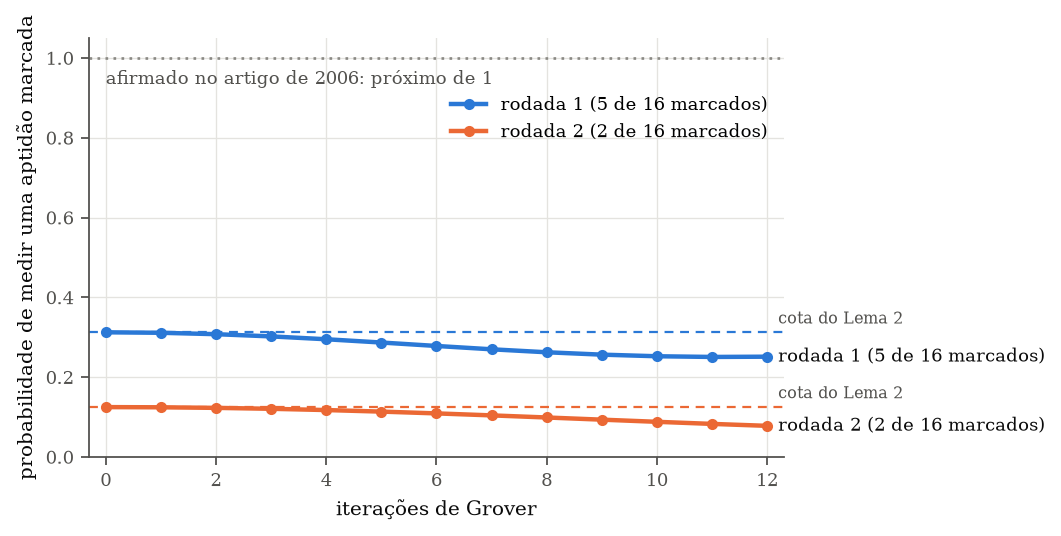 probabilidade de medir uma aptidão marcada
1.0
0.8
0.6
0.4
0.2
0.0
afirmado no artigo de 2006: próximo de 1
rodada 1 (5 de 16 marcados)
rodada 2 (2 de 16 marcados)
cota do Lema 2
rodada 1 (5 de 16 marcados)
cota do Lema 2
rodada 2 (2 de 16 marcados)
0 2 4 6 8 10 12
iterações de Grover